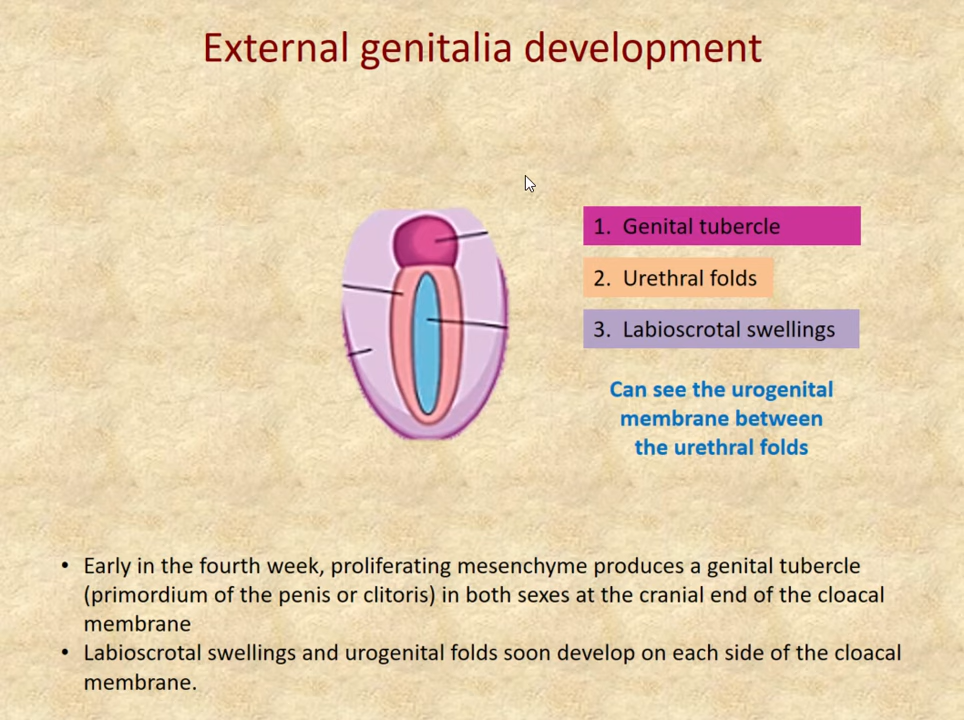 External genitalia development
1. Genital tubercle
2. Urethral folds
3. Labioscrotal swellings
Can see the urogenital
membrane between
the urethral folds
• Early in the fourth week, proliferating mesenchyme produces a genital tubercle
(primordium of the penis or clitoris) in both sexes at the cranial end of the cloacal
membrane
• Labioscrotal swellings and urogenital folds soon develop on each side of the cloacal
membrane.